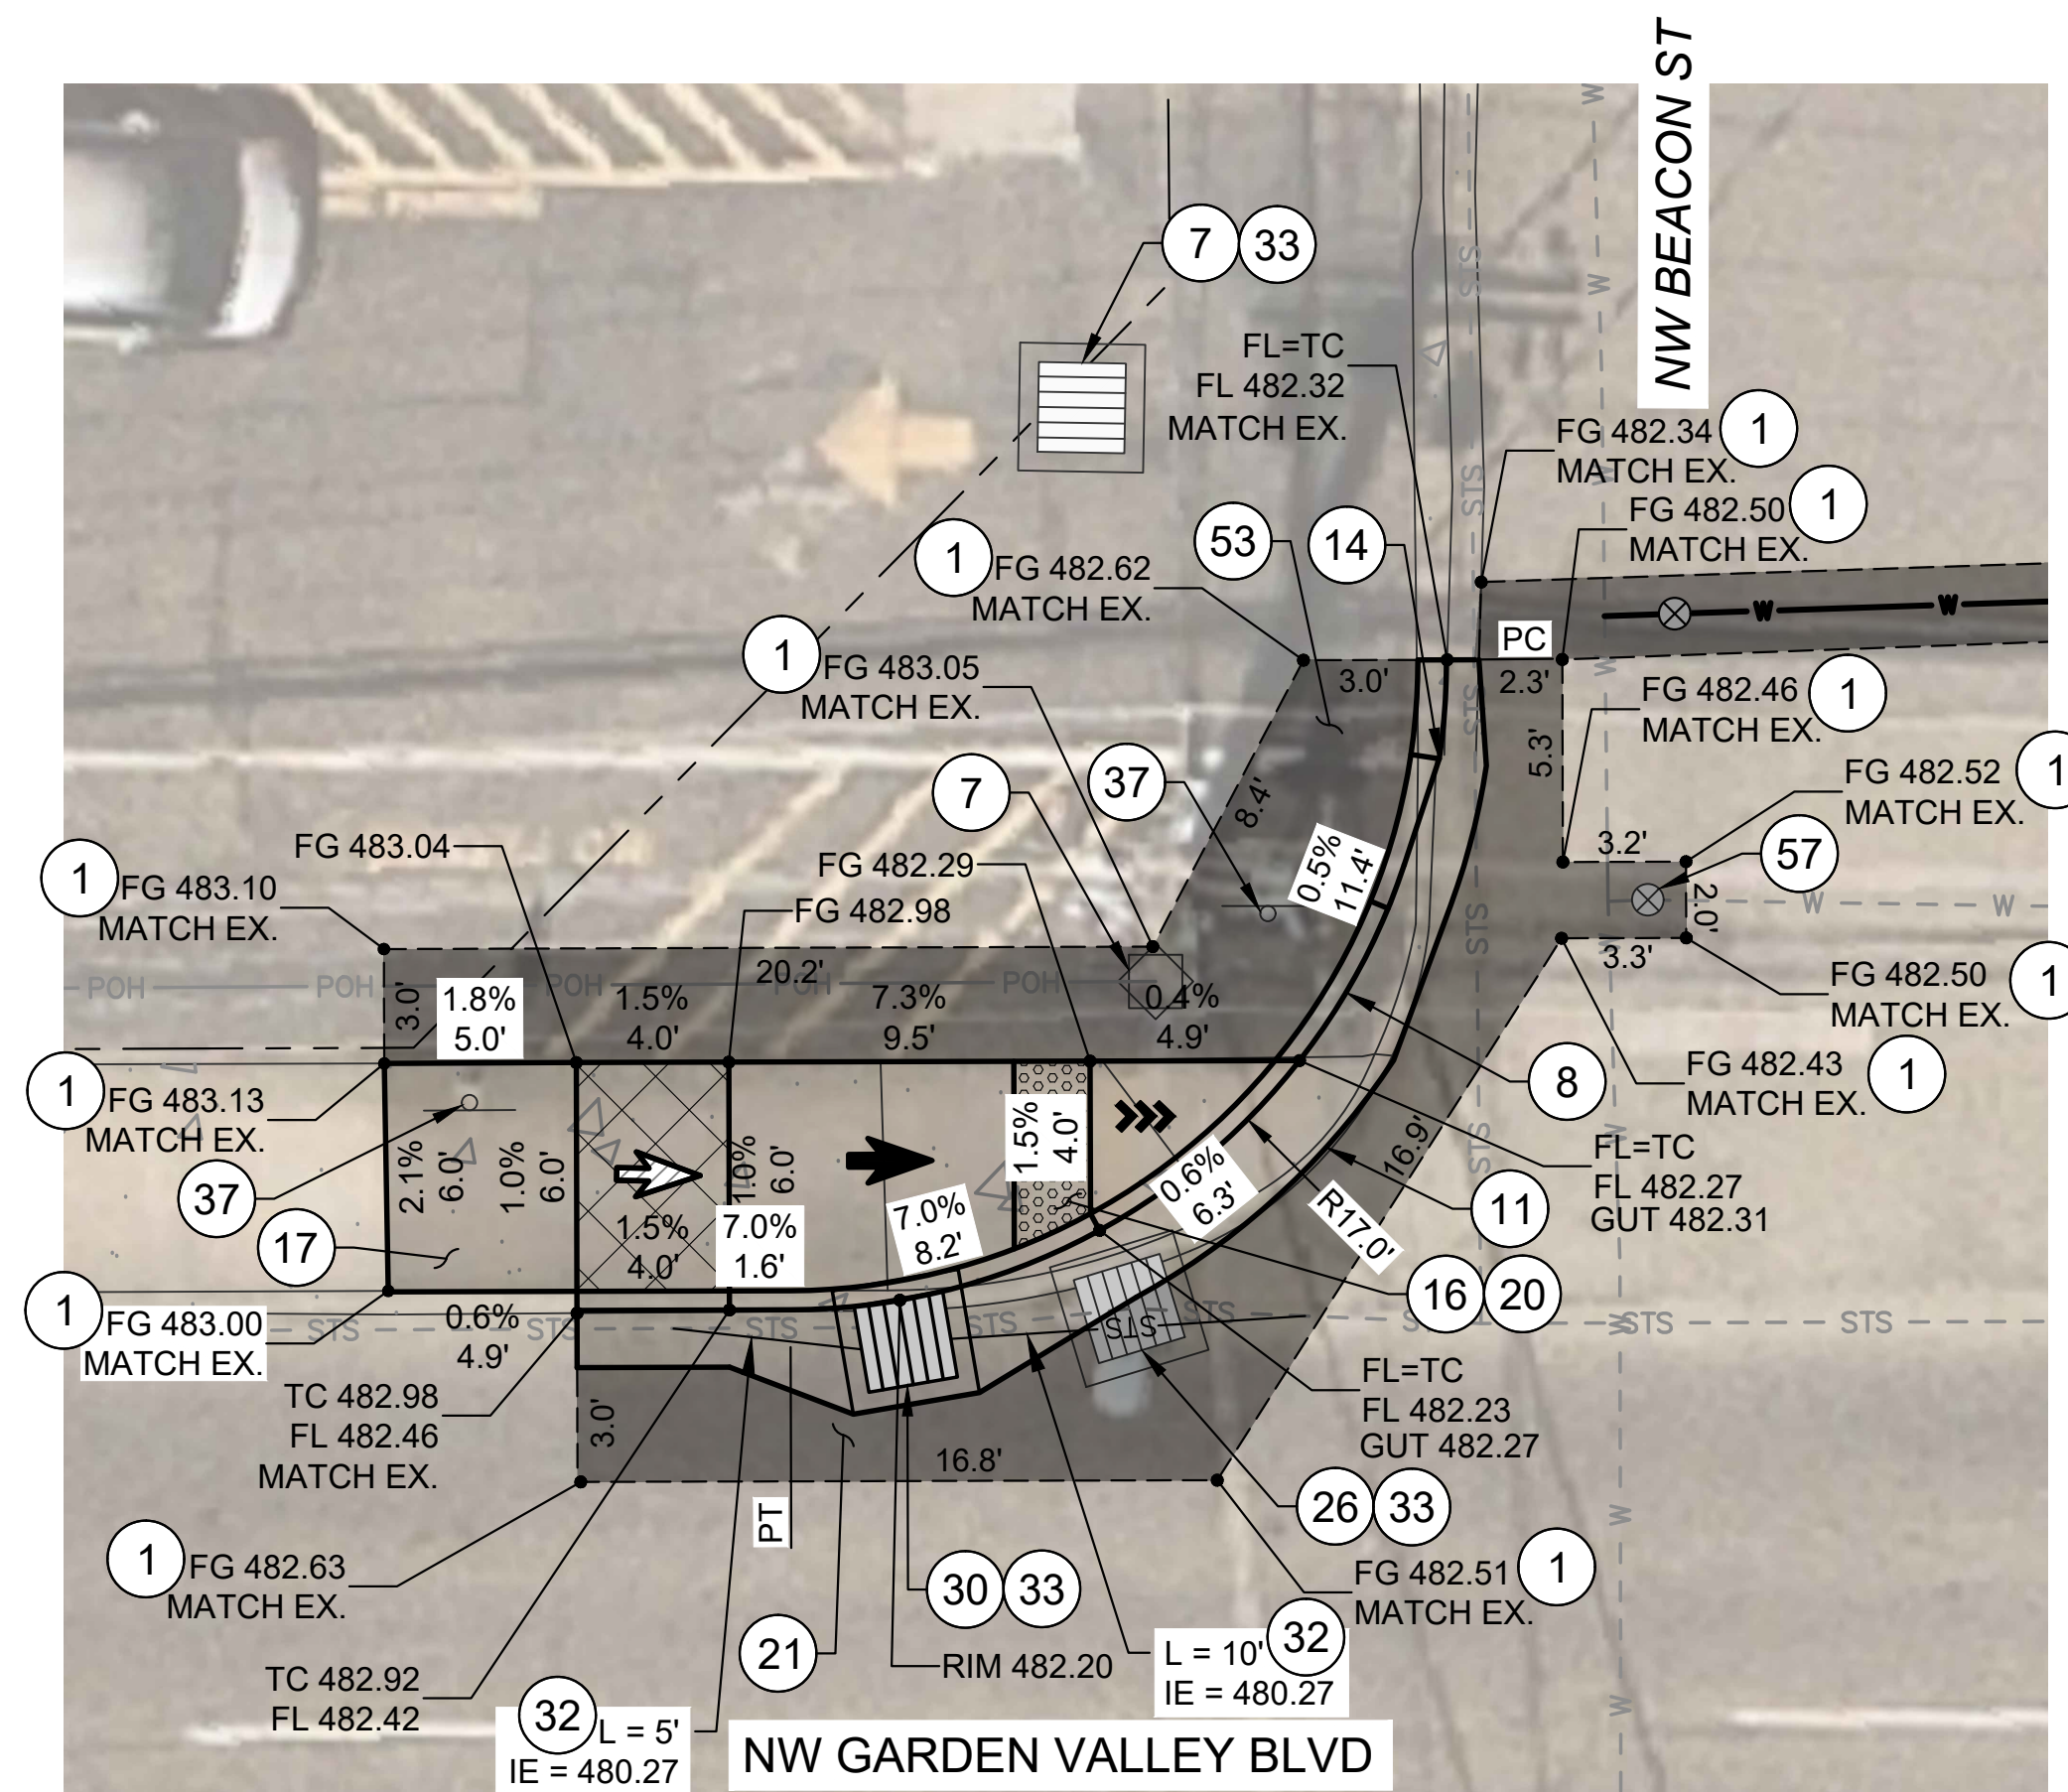 NW BEACON ST
7
33
FL=TC
FL 482.32
MATCH EX.
FG 482.34
MATCH EX.
1
FG 482.50
MATCH EX.
1
53
14
1
FG 482.62
MATCH EX.
1
FG 483.05
MATCH EX.
PC
3.0'
2.3'
W
W
FG 482.46
MATCH EX.
1
5.3'
8.4'
7
37
FG 482.52
MATCH EX.
1
3.2'
57
2.0'
3.3'
FG 482.50
MATCH EX.
1
FG 483.04
FG 482.29
FG 482.98
1
FG 483.10
MATCH EX.
0.5%
11.4'
20.2'
POH
POH
POH
POH
POH
3.0'
1.8%
5.0'
1.5%
4.0'
7.3%
9.5'
0.4%
4.9'
8
FG 482.43
MATCH EX.
1
1
FG 483.13
MATCH EX.
37
17
2.11%
6.0'
1.0%
6.0'
1.0%
6.0'
1.5%
4.0'
1.5%
4.0'
7.0%
1.6'
7.0%
8.2'
0.6%
6.3'
R17.0'
16.9'
11
FL=TC
FL 482.27
GUT 482.31
16
20
1
FG 483.00
MATCH EX.
0.6%
4.9'
STS
STS
STS
STS
STS
STS
STS
STS
STS
STS
STS
STS
STS
STS
W
W
W
W
W
W
W
W
W
W
W
TC 482.98
FL 482.46
MATCH EX.
3.0'
16.8'
PT
FL=TC
FL 482.23
GUT 482.27
26
33
1
FG 482.63
MATCH EX.
30
33
FG 482.51
MATCH EX.
1
21
RIM 482.20
L = 10'
IE = 480.27
32
TC 482.92
FL 482.42
32
L = 5'
IE = 480.27
NW GARDEN VALLEY BLVD